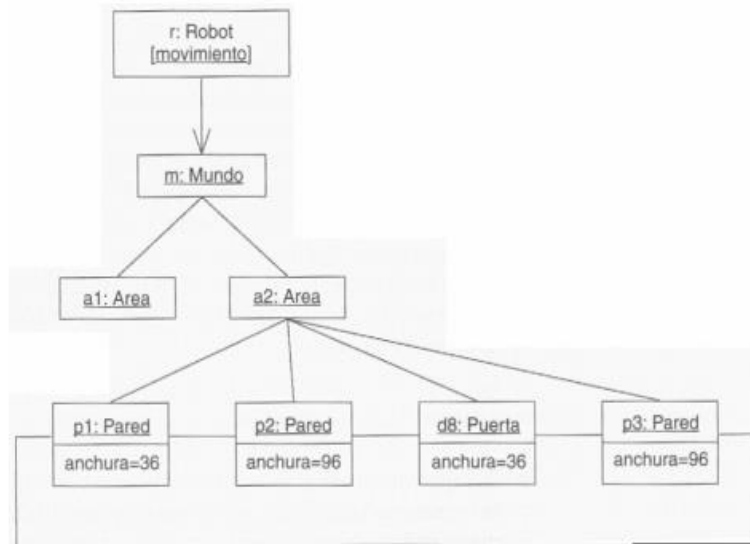 r: Robot
[movimiento]
m: Mundo
a1: Area
a2: Area
p1: Pared
anchura=36
p2: Pared
anchura=96
d8: Puerta
anchura=36
p3: Pared
anchura=96